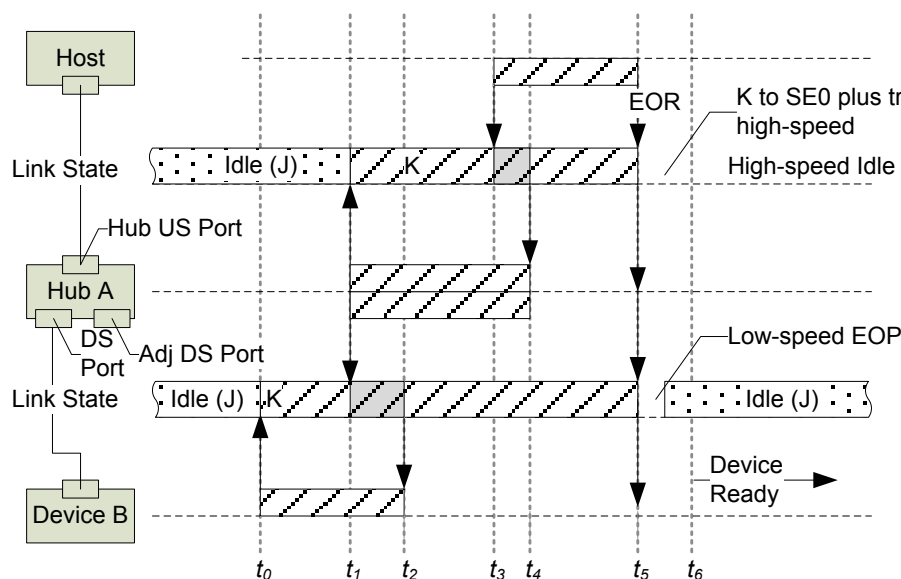 Host
EOR
K to SE0 plus tr
high-speed
Link State
Idle (J)
K
High-speed Idle
Hub US Port
Hub A
DS
Port
Adj DS Port
Low-speed EOP
Link State
Idle (J)
K
Idle (J)
Device
Ready
Device B
t0
t1
t2
t3
t4
t5
t6